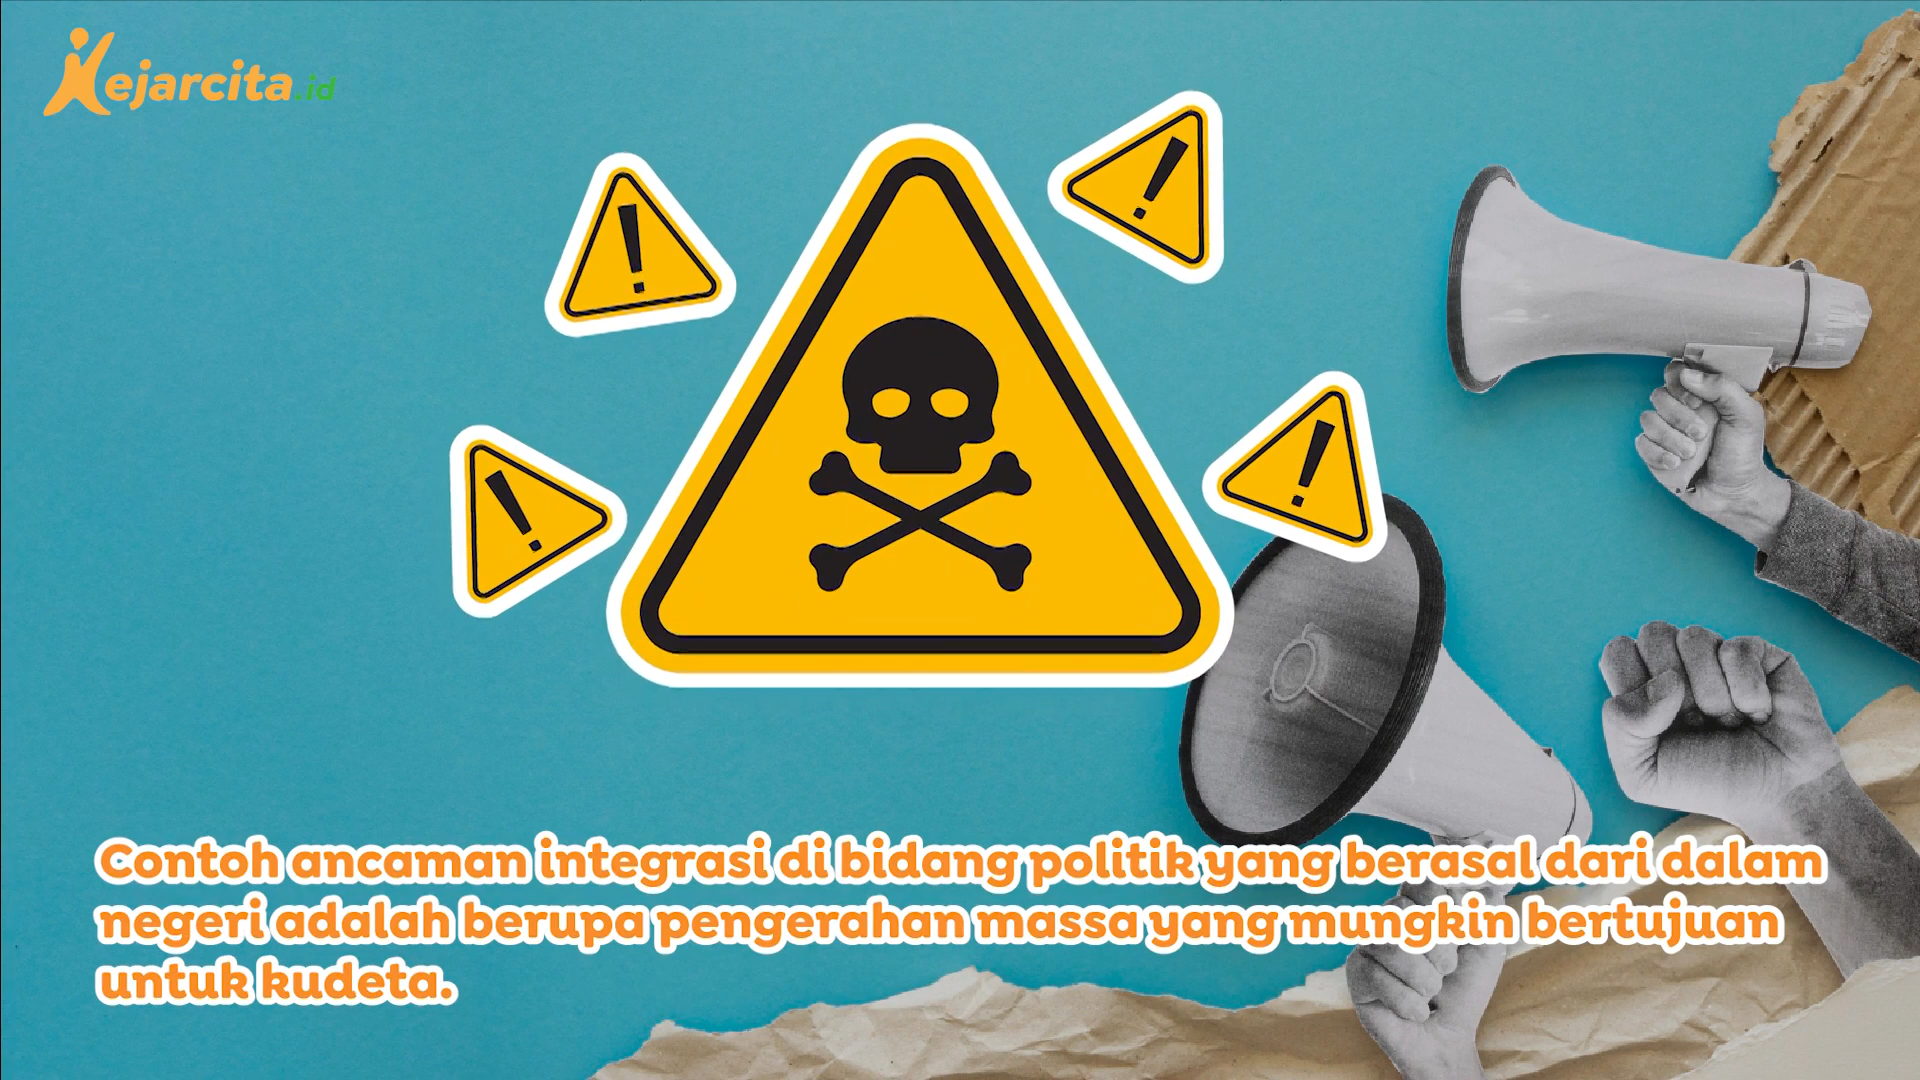 Kejarcita.id
Contoh ancaman integrasi di bidang politik yang berasal dari dalam
negeri adalah berupa pengerahan massa yang mungkin bertujuan
untuk kudeta.